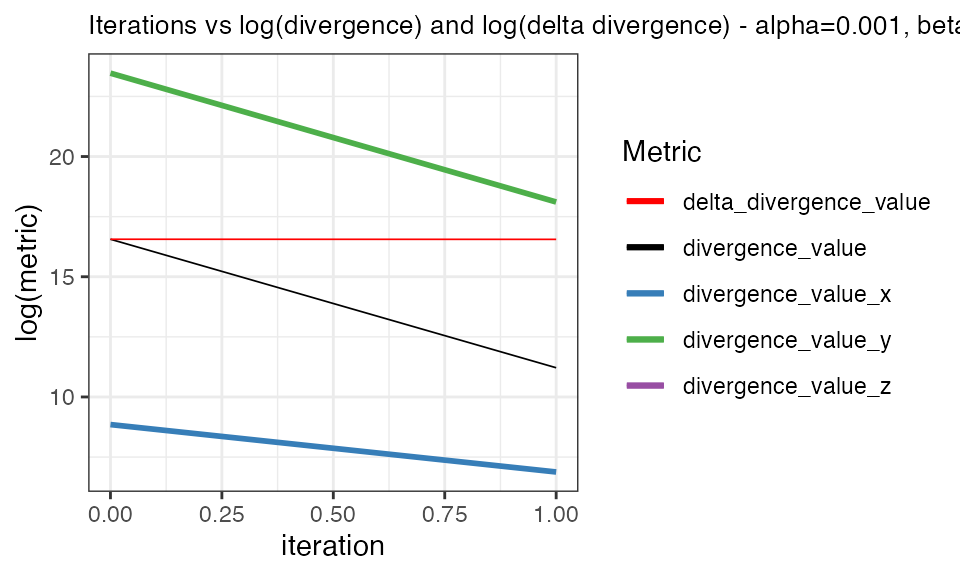 Iterations vs log(divergence) and log(delta divergence) - alpha=0.001, beta
log(metric)
20
15
10
0.00 0.25 0.50 0.75 1.00
iteration
Metric
delta_divergence_value
divergence_value
divergence_value_x
divergence_value_y
divergence_value_z